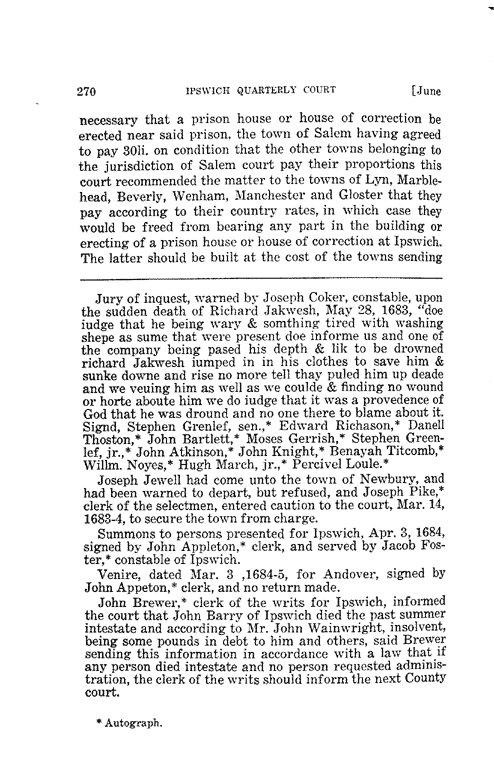 270 IPSWICH QUARTERLY COURT [June
necessary that a prison house or house of correction be
erected near said prison, the town of Salem having agreed
to pay 30li. on condition that the other towns belonging to
the jurisdiction of Salem court pay their proportions this
court recommended the matter to the towns of Lyn, Marble-
head, Beverly, Wenham, Manchester and Gloster that they
pay according to their country rates, in which case they
would be freed from bearing any part in the building or
erecting of a prison house or house of correction at Ipswich.
The latter should be built at the cost of the towns sending
Jury of inquest, warned by Joseph Coker, constable, upon
the sudden death of Richard Jakwesh, May 28, 1683, "doe
iudge that he being wary & somthing tired with washing
shepe as sume that were present doe informe us and one of
the company being pased his depth & lik to be drowned
richard Jakwesh iumped in in his clothes to save him &
sunke downe and rise no more tell thay puled him up deade
and we veuing him as well as we coulde & finding no wound
or horte aboute him we do iudge that it was a provedence of
God that he was dround and no one there to blame about it.
Signd, Stephen Grenlef, sen.,* Edward Richason,* Danell
Thoston,* John Bartlett,* Moses Gerrish,* Stephen Green-
lef, jr.,* John Atkinson,* John Knight,* Benayah Titcomb,*
Willm. Noyes,* Hugh March, jr.,* Percivel Loule.*
Joseph Jewell had come unto the town of Newbury, and
had been warned to depart, but refused, and Joseph Pike,*
clerk of the selectmen, entered caution to the court, Mar. 14,
1683-4, to secure the town from charge.
Summons to persons presented for Ipswich, Apr. 3, 1684,
signed by John Appleton,* clerk, and served by Jacob Fos-
ter,* constable of Ipswich.
Venire, dated Mar. 3 ,1684-5, for Andover, signed by
John Appeton,* clerk, and no return made.
John Brewer,* clerk of the writs for Ipswich, informed
the court that John Barry of Ipswich died the past summer
intestate and according to Mr. John Wainwright, insolvent,
being some pounds in debt to him and others, said Brewer
sending this information in accordance with a law that if
any person died intestate and no person requested adminis-
tration, the clerk of the writs should inform the next County
court.
* Autograph.